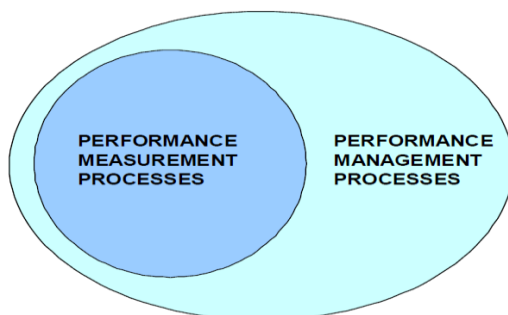 PERFORMANCE
MEASUREMENT
PROCESSES
PERFORMANCE
MANAGEMENT
PROCESSES